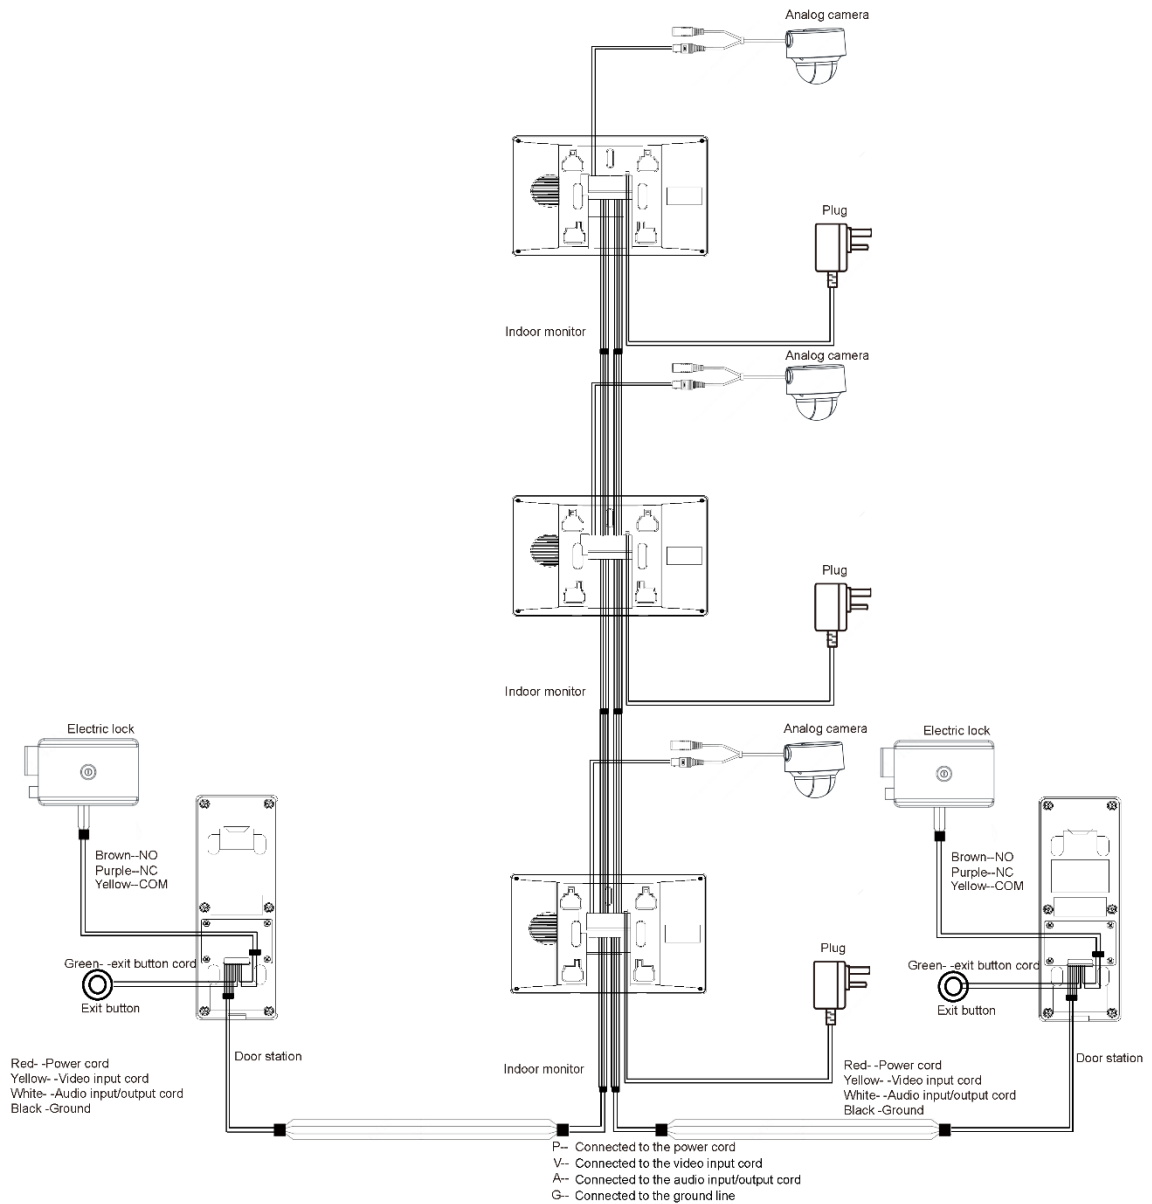 Analog camera
Plug
Indoor monitor
Analog camera
Plug
Indoor monitor
Electric lock
Analog camera
Electric lock
Brown--NO
Purple--NC
Yellow--COM
Brown--NO
Purple--NC
Yellow--COM
Plug
Green- -exit button cord
Exit button
Green- -exit button cord
Exit button
Door station
Indoor monitor
Door station
Red- -Power cord
Yellow- -Video input cord
White- -Audio input/output cord
Black -Ground
Red- -Power cord
Yellow- -Video input cord
White- -Audio input/output cord
Black -Ground
P-- Connected to the power cord
V-- Connected to the video input cord
A-- Connected to the audio input/output cord
G-- Connected to the ground line